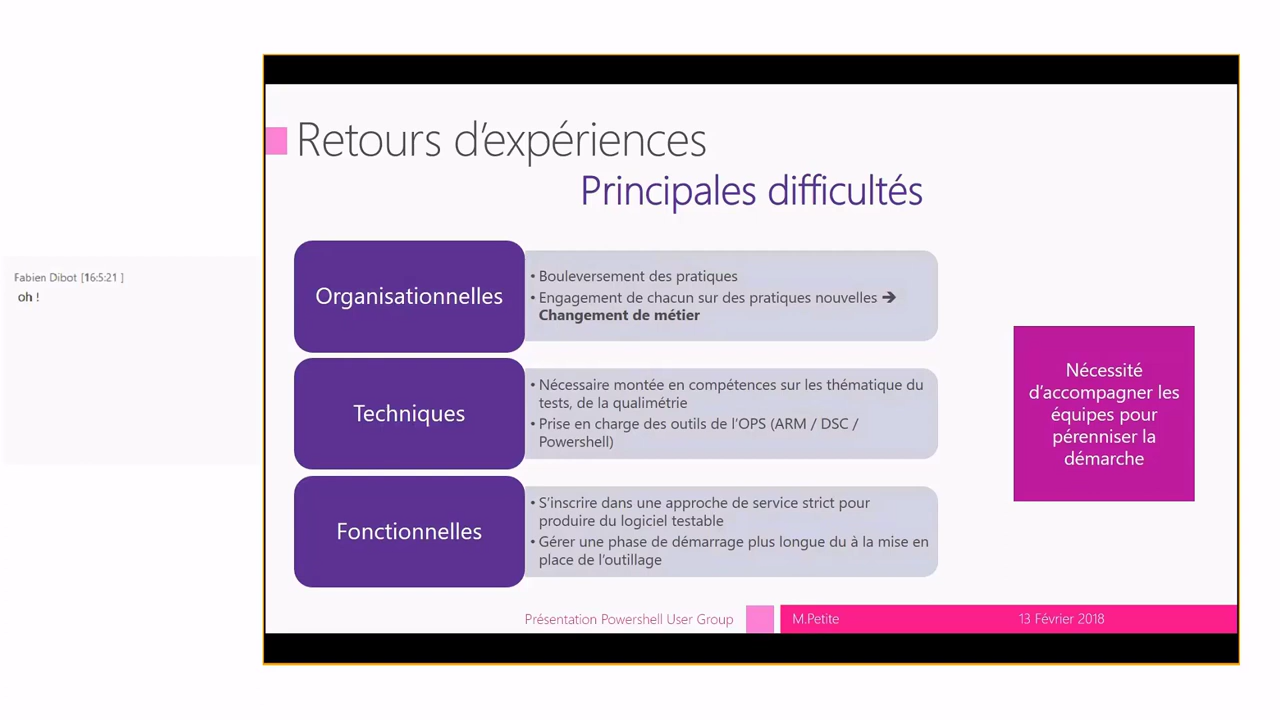 Fabien Dibot [16:5:21 ]
oh !
Retours d'expériences
Principales difficultés
Organisationnelles
• Bouleversement des pratiques
• Engagement de chacun sur des pratiques nouvelles ➔
Changement de métier
Techniques
• Nécessaire montée en compétences sur les thématique du
tests, de la qualimétrie
• Prise en charge des outils de l'OPS (ARM / DSC /
Powershell)
Fonctionnelles
• S'inscrire dans une approche de service strict pour
produire du logiciel testable
• Gérer une phase de démarrage plus longue du à la mise en
place de l'outillage
Nécessité
d'accompagner les
équipes pour
pérenniser la
démarche
Présentation Powershell User Group
M.Petite
13 Février 2018